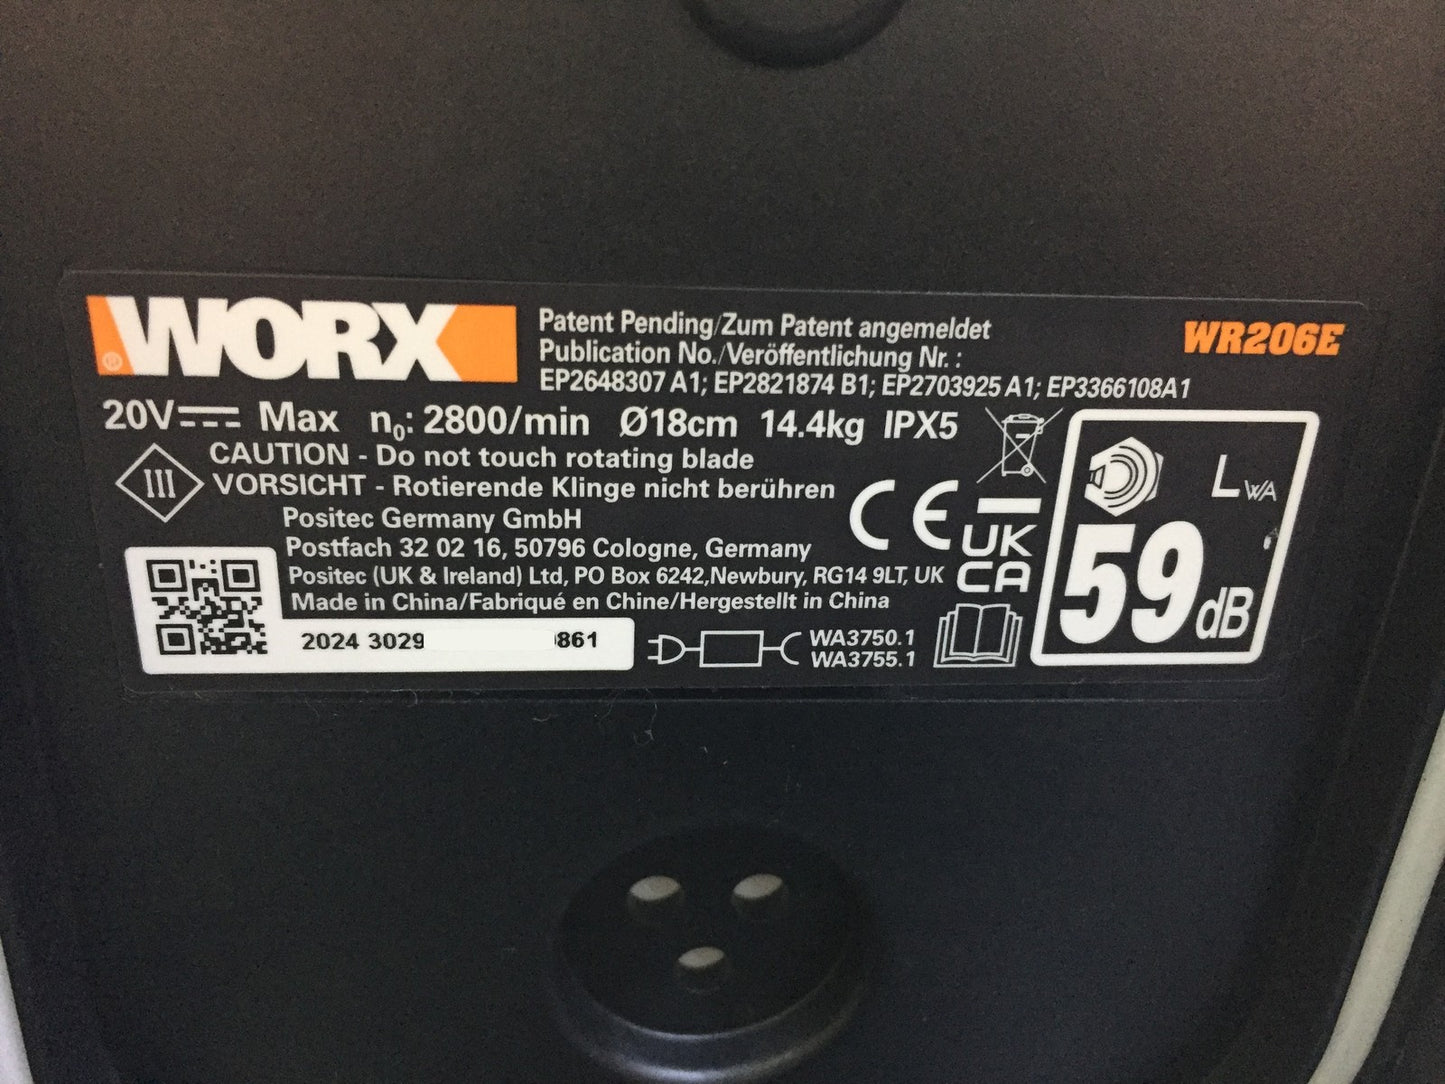 WORX®
Patent Pending/Zum Patent angemeldet
Publication No./Veröffentlichung Nr. :
EP2648307 A1; EP2821874 B1; EP2703925 A1; EP3366108A1
WR206E
20V Max n0: 2800/min Ø18cm 14.4kg IPX5
CAUTION - Do not touch rotating blade
VORSICHT - Rotierende Klinge nicht berühren
III
Positec Germany GmbH
Postfach 32 02 16, 50796 Cologne, Germany
Positec (UK & Ireland) Ltd, PO Box 6242,Newbury, RG14 9LT, UK
Made in China/Fabriqué en Chine/Hergestellt in China
2024 3029 861
WA3750.1
WA3755.1
CE
UK
CA
LWA
59dB